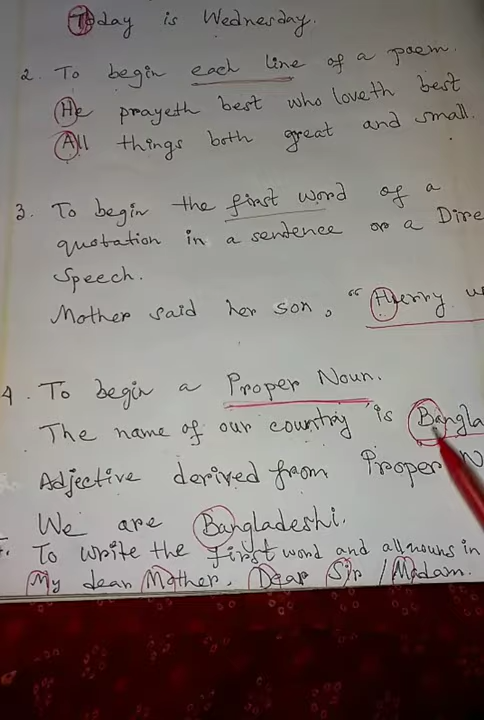 Today is Wednesday.
2. To begin each line of a poem.
He prayeth best who loveth best
All things both great and small.
3. To begin the first word of a
quotation in a sentence or a Dire
Speech.
Mother said her son, "Hurry u
4. To begin a Proper Noun.
The name of our country is Bangla
Adjective derived from Proper N
We are Bangladeshi.
To write the first word and all nouns in
My dear Mother, Dear Sir / Madam.